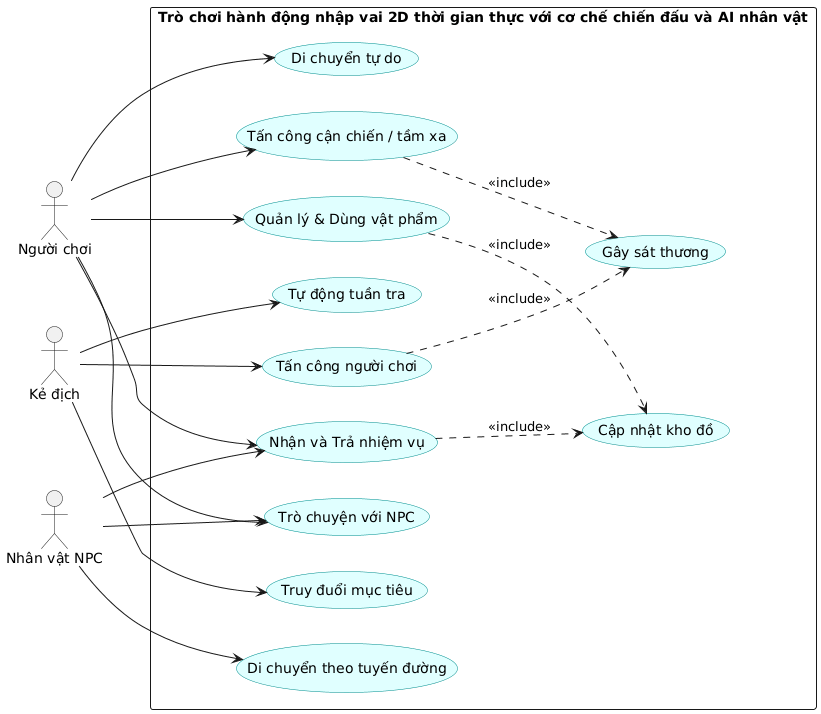 Trò chơi hành động nhập vai 2D thời gian thực với cơ chế chiến đấu và AI nhân vật
Di chuyển tự do
Tấn công cận chiến / tầm xa
«include»
Người chơi
Quản lý & Dùng vật phẩm
«include»
Gây sát thương
Tự động tuần tra
«include»
Kẻ địch
Tấn công người chơi
«include»
Cập nhật kho đồ
Nhận và Trả nhiệm vụ
Trò chuyện với NPC
Nhân vật NPC
Truy đuổi mục tiêu
Di chuyển theo tuyến đường